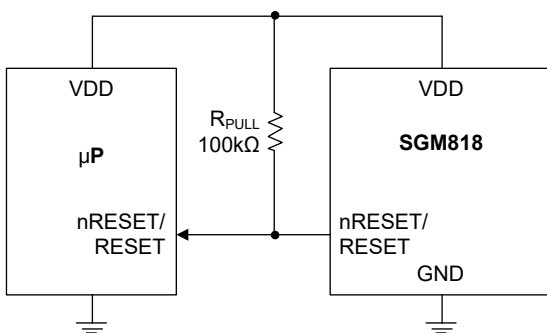 VDD
µP
nRESET/
RESET
RPULL
100kΩ
VDD
SGM818
nRESET/
RESET
GND